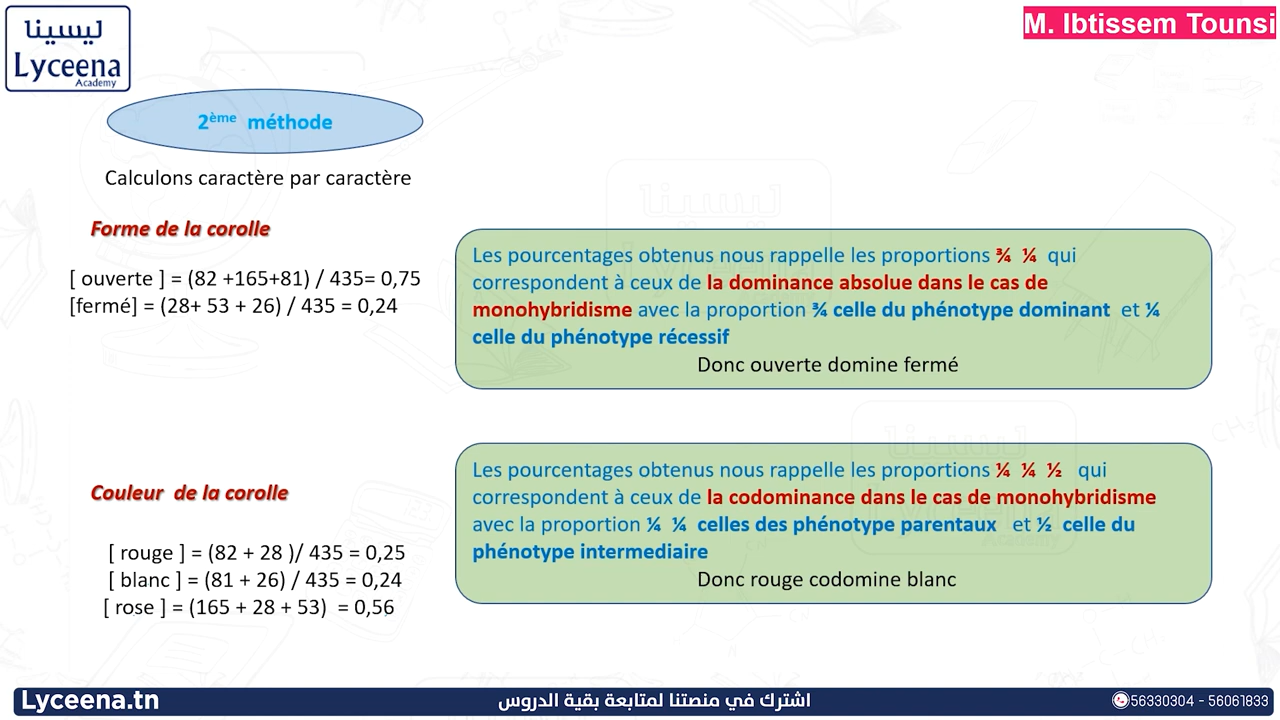 ليسينا
Lyceena
Academy
M. Ibtissem Tounsi
2ème méthode
Calculons caractère par caractère
Forme de la corolle
[ ouverte ] = (82 +165+81) / 435= 0,75
[fermé] = (28+ 53 + 26) / 435 = 0,24
Les pourcentages obtenus nous rappelle les proportions ¾ ¼ qui
correspondent à ceux de la dominance absolue dans le cas de
monohybridisme avec la proportion ¾ celle du phénotype dominant et ¼
celle du phénotype récessif
Donc ouverte domine fermé
Couleur de la corolle
[ rouge ] = (82 + 28 )/ 435 = 0,25
[ blanc ] = (81 + 26) / 435 = 0,24
[ rose ] = (165 + 28 + 53) = 0,56
Les pourcentages obtenus nous rappelle les proportions ¼ ¼ ½ qui
correspondent à ceux de la codominance dans le cas de monohybridisme
avec la proportion ¼ ¼ celles des phénotype parentaux et ½ celle du
phénotype intermediaire
Donc rouge codomine blanc
Lyceena.tn
اشترك في منصتنا لمتابعة بقية الدروس
56330304 - 56061833